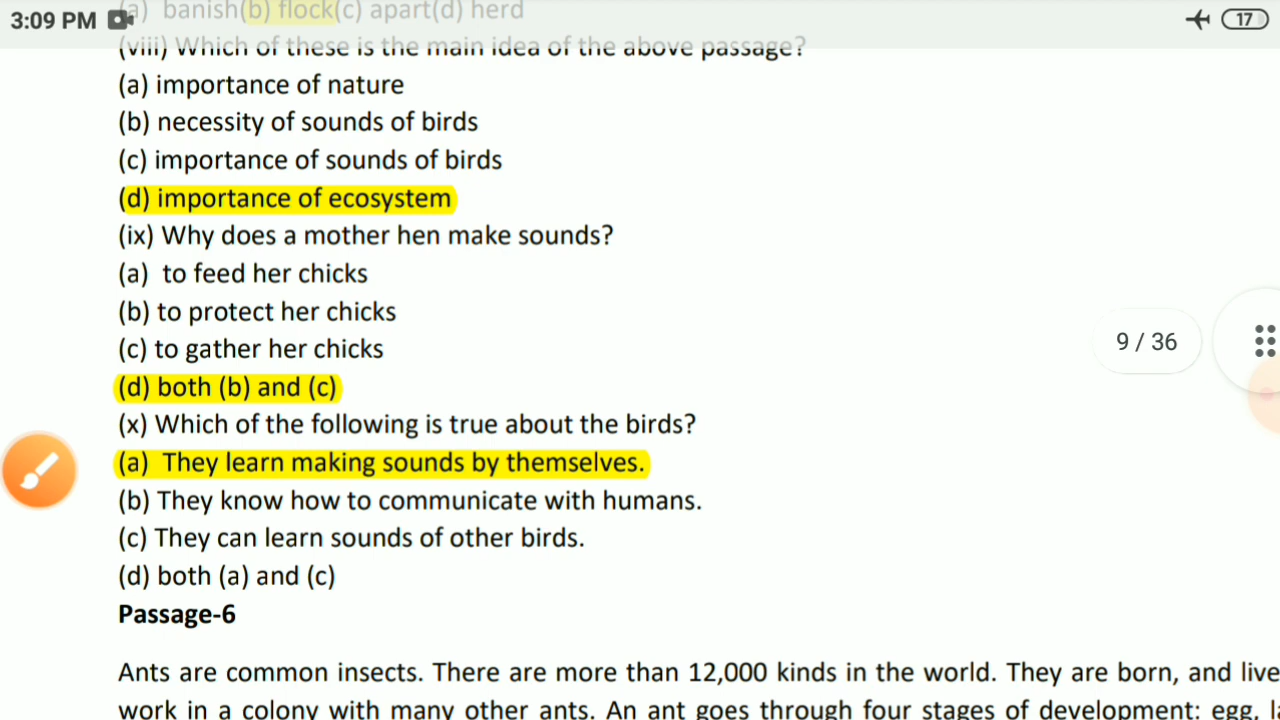 3:09 PM
17
(a) banish(b) flock(c) apart(d) herd
(viii) Which of these is the main idea of the above passage?
(a) importance of nature
(b) necessity of sounds of birds
(c) importance of sounds of birds
(d) importance of ecosystem
(ix) Why does a mother hen make sounds?
(a) to feed her chicks
(b) to protect her chicks
(c) to gather her chicks
9 / 36
(d) both (b) and (c)
(x) Which of the following is true about the birds?
(a) They learn making sounds by themselves.
(b) They know how to communicate with humans.
(c) They can learn sounds of other birds.
(d) both (a) and (c)
Passage-6
Ants are common insects. There are more than 12,000 kinds in the world. They are born, and live
work in a colony with many other ants. An ant goes through four stages of development: egg,